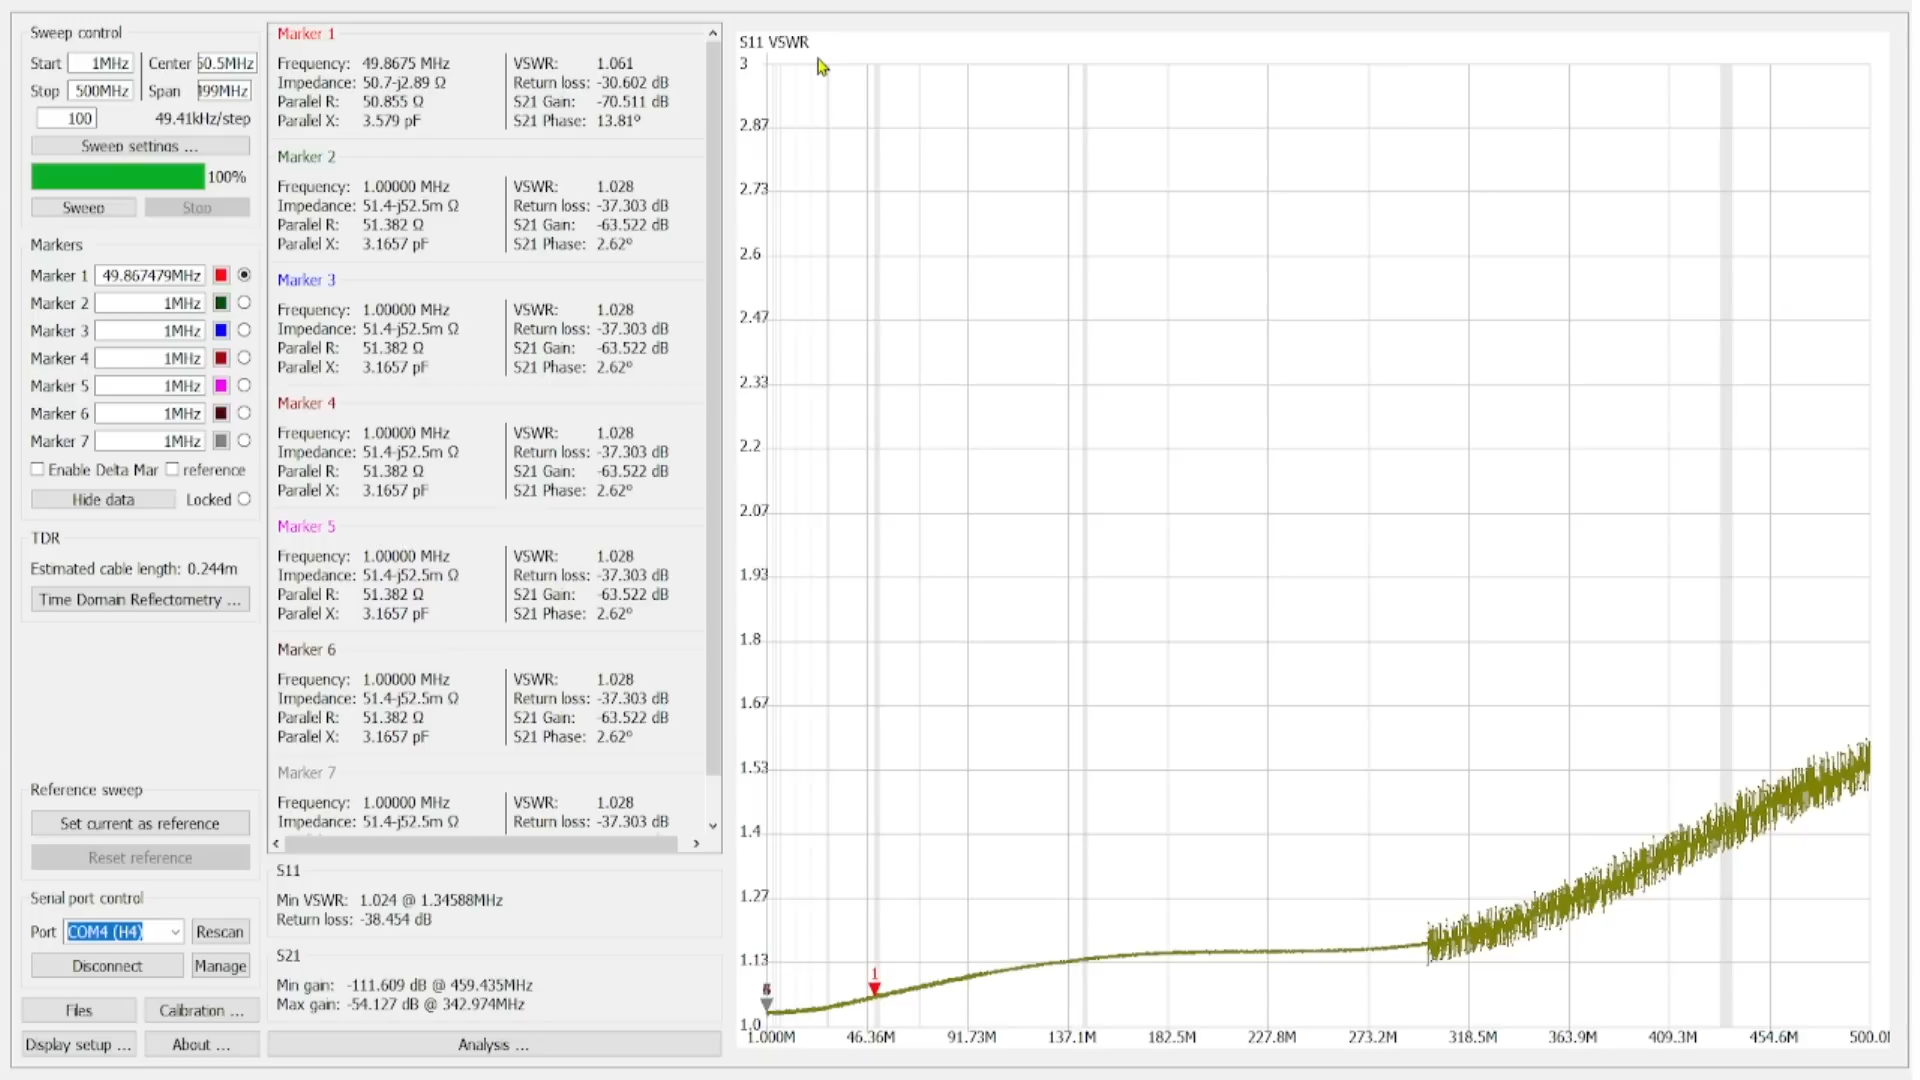 Sweep control
Start 1MHz Center 50.5MHz
Stop 500MHz Span 499MHz
100 49.41kHz/step
Sweep settings ...
100%
Sweep Stop
Markers
Marker 1 49.867479MHz
Marker 2 1MHz
Marker 3 1MHz
Marker 4 1MHz
Marker 5 1MHz
Marker 6 1MHz
Marker 7 1MHz
Enable Delta Mar reference
Hide data Locked
TDR
Estimated cable length: 0.244m
Time Domain Reflectometry ...
Reference sweep
Set current as reference
Reset reference
Serial port control
Port COM4 (H4) Rescan
Disconnect Manage
Files Calibration ...
Display setup ... About ...
Marker 1
Frequency: 49.8675 MHz VSWR: 1.061
Impedance: 50.7-j2.89 Ω Return loss: -30.602 dB
Parallel R: 50.855 Ω S21 Gain: -70.511 dB
Parallel X: 3.579 pF S21 Phase: 13.81°
Marker 2
Frequency: 1.00000 MHz VSWR: 1.028
Impedance: 51.4-j52.5m Ω Return loss: -37.303 dB
Parallel R: 51.382 Ω S21 Gain: -63.522 dB
Parallel X: 3.1657 pF S21 Phase: 2.62°
Marker 3
Frequency: 1.00000 MHz VSWR: 1.028
Impedance: 51.4-j52.5m Ω Return loss: -37.303 dB
Parallel R: 51.382 Ω S21 Gain: -63.522 dB
Parallel X: 3.1657 pF S21 Phase: 2.62°
Marker 4
Frequency: 1.00000 MHz VSWR: 1.028
Impedance: 51.4-j52.5m Ω Return loss: -37.303 dB
Parallel R: 51.382 Ω S21 Gain: -63.522 dB
Parallel X: 3.1657 pF S21 Phase: 2.62°
Marker 5
Frequency: 1.00000 MHz VSWR: 1.028
Impedance: 51.4-j52.5m Ω Return loss: -37.303 dB
Parallel R: 51.382 Ω S21 Gain: -63.522 dB
Parallel X: 3.1657 pF S21 Phase: 2.62°
Marker 6
Frequency: 1.00000 MHz VSWR: 1.028
Impedance: 51.4-j52.5m Ω Return loss: -37.303 dB
Parallel R: 51.382 Ω S21 Gain: -63.522 dB
Parallel X: 3.1657 pF S21 Phase: 2.62°
Marker 7
Frequency: 1.00000 MHz VSWR: 1.028
Impedance: 51.4-j52.5m Ω Return loss: -37.303 dB
S11
Min VSWR: 1.024 @ 1.34588MHz
Return loss: -38.454 dB
S21
Min gain: -111.609 dB @ 459.435MHz
Max gain: -54.127 dB @ 342.974MHz
Analysis ...
S11 VSWR
3
2.87
2.73
2.6
2.47
2.33
2.2
2.07
1.93
1.8
1.67
1.53
1.4
1.27
1.13
1.0
1
1.000M 46.36M 91.73M 137.1M 182.5M 227.8M 273.2M 318.5M 363.9M 409.3M 454.6M 500.0